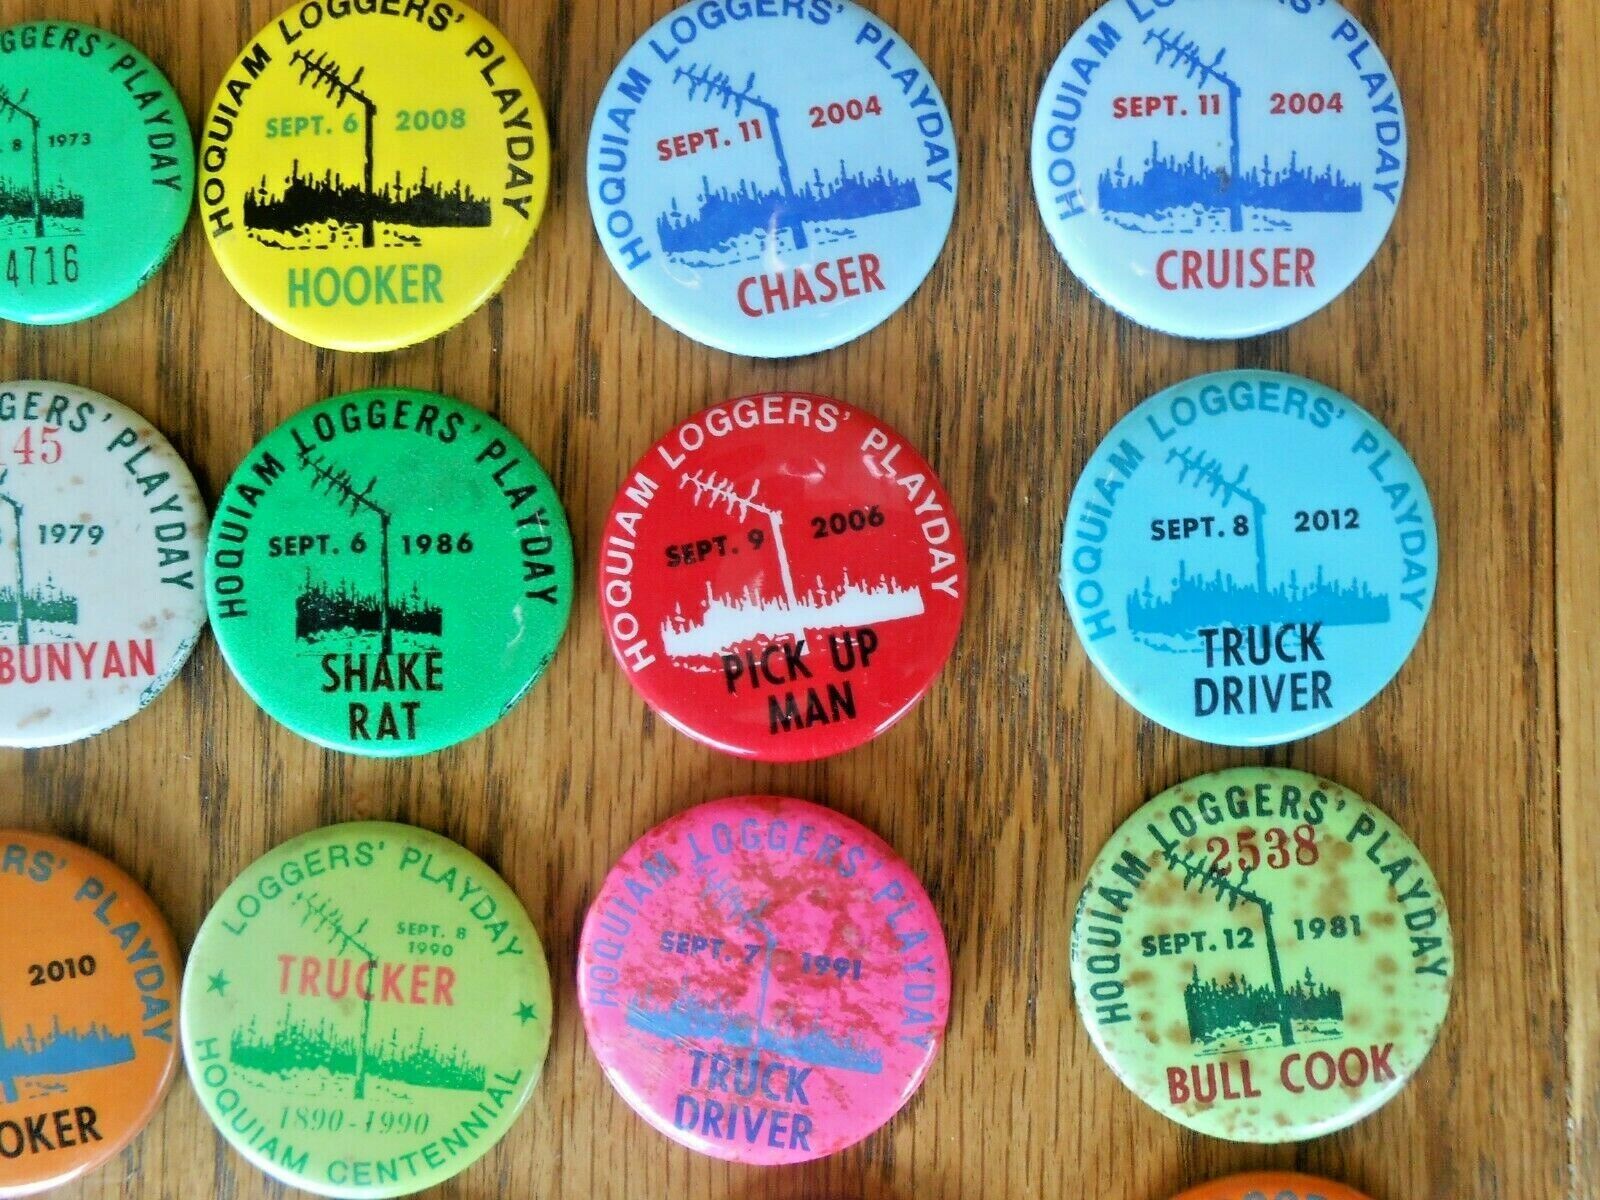 GGERS' PLAYDAY
8 1973
4716
HOQUIAM LOGGERS' PLAYDAY
SEPT. 6 2008
HOOKER
HOQUIAM LOGGERS' PLAYDAY
SEPT. 11 2004
CHASER
HOQUIAM LOGGERS' PLAYDAY
SEPT. 11 2004
CRUISER
GERS' PLAYDAY
145
1979
BUNYAN
HOQUIAM LOGGERS' PLAYDAY
SEPT. 6 1986
SHAKE
RAT
HOQUIAM LOGGERS' PLAYDAY
SEPT. 9 2006
PICK UP
MAN
HOQUIAM LOGGERS' PLAYDAY
SEPT. 8 2012
TRUCK
DRIVER
RS' PLAYDAY
2010
OKER
LOGGERS' PLAYDAY
SEPT. 8
1990
TRUCKER
1890-1990
HOQUIAM CENTENNIAL
HOQUIAM LOGGERS' PLAYDAY
SEPT. 7 1991
TRUCK
DRIVER
HOQUIAM LOGGERS' PLAYDAY
2538
SEPT. 12 1981
BULL COOK